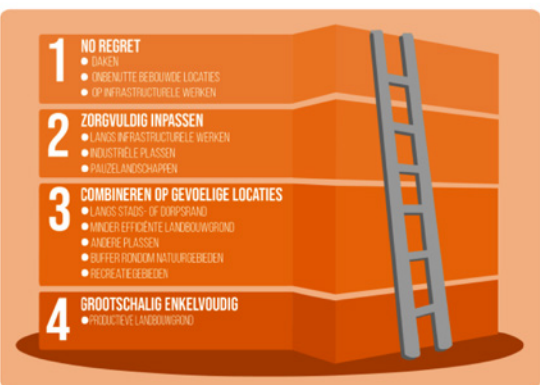 1 NO REGRET
● DAKEN
● ONBENUTTE BEBOUWDE LOCATIES
● OP INFRASTRUCTURELE WERKEN
2 ZORGVULDIG INPASSEN
● LANGS INFRASTRUCTURELE WERKEN
● INDUSTRIËLE PLASSEN
● PAUZELANDSCHAPPEN
3 COMBINEREN OP GEVOELIGE LOCATIES
● LANGS STADS- OF DORPSRAND
● MINDER EFFICIËNTE LANDBOUWGROND
● ANDERE PLASSEN
● BUFFER RONDOM NATUURGEBIEDEN
● RECREATIEGEBIEDEN
4 GROOTSCHALIG ENKELVOUDIG
● PRODUCTIEVE LANDBOUWGROND